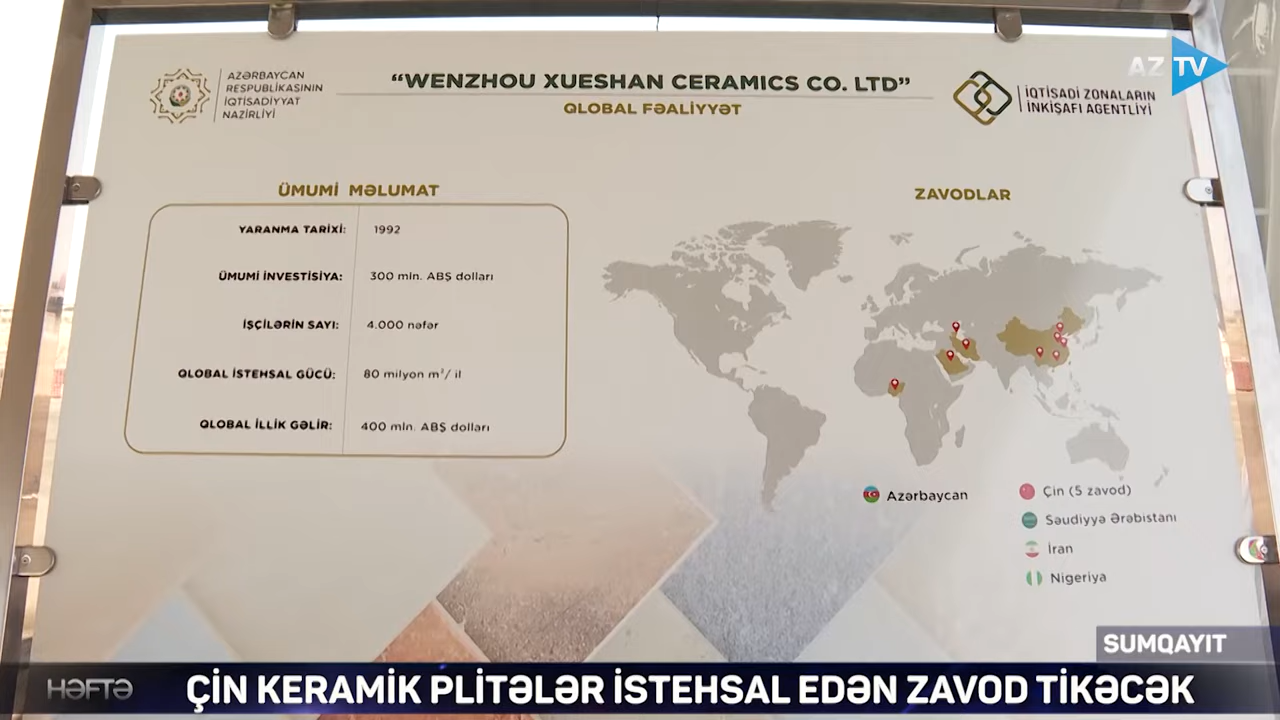 AZƏRBAYCAN
RESPUBLİKASININ
İQTİSADİYYAT
NAZİRLİYİ
“WENZHOU XUESHAN CERAMICS CO. LTD”
QLOBAL FƏALİYYƏT
İQTİSADİ ZONALARIN
İNKİŞAFI AGENTLİYİ
AZ TV
ÜMUMİ MƏLUMAT
YARANMA TARİXİ: 1992
ÜMUMİ İNVESTİSİYA: 300 mln. ABŞ dolları
İŞÇİLƏRİN SAYI: 4.000 nəfər
QLOBAL İSTEHSAL GÜCÜ: 80 milyon m²/ il
QLOBAL İLLİK GƏLİR: 400 mln. ABŞ dolları
ZAVODLAR
Azərbaycan
Çin (5 zavod)
Səudiyyə Ərəbistanı
İran
Nigeriya
SUMQAYIT
HƏFTƏ
ÇİN KERAMİK PLİTƏLƏR İSTEHSAL EDƏN ZAVOD TİKƏCƏK